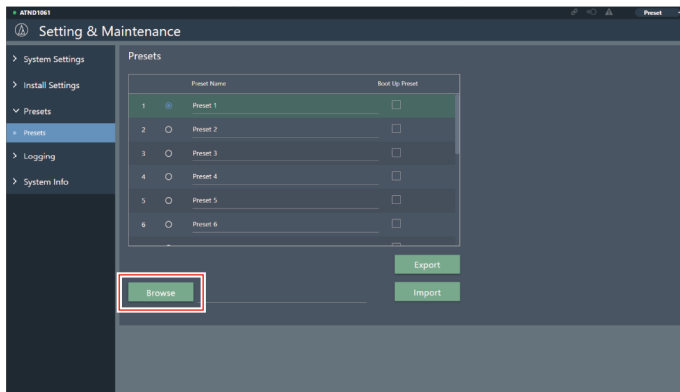 ATND1061
Preset
Setting & Maintenance
System Settings
Install Settings
Presets
Presets
Logging
System Info
Presets
Preset Name Boot Up Preset
1 Preset 1
2 Preset 2
3 Preset 3
4 Preset 4
5 Preset 5
6 Preset 6
Export
Browse
Import